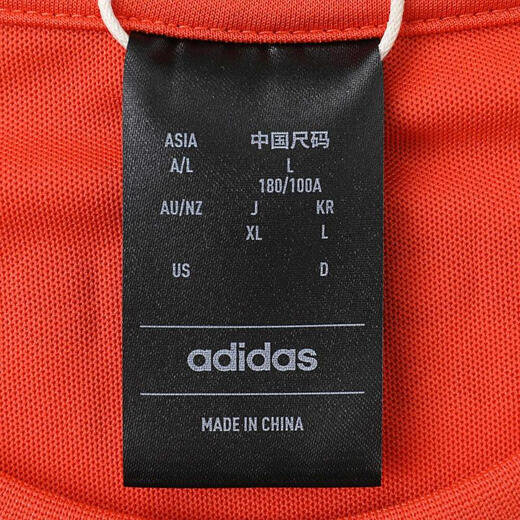 ASIA 中国尺码
A/L L
180/100A
AU/NZ J KR
XL L
US D
adidas
MADE IN CHINA